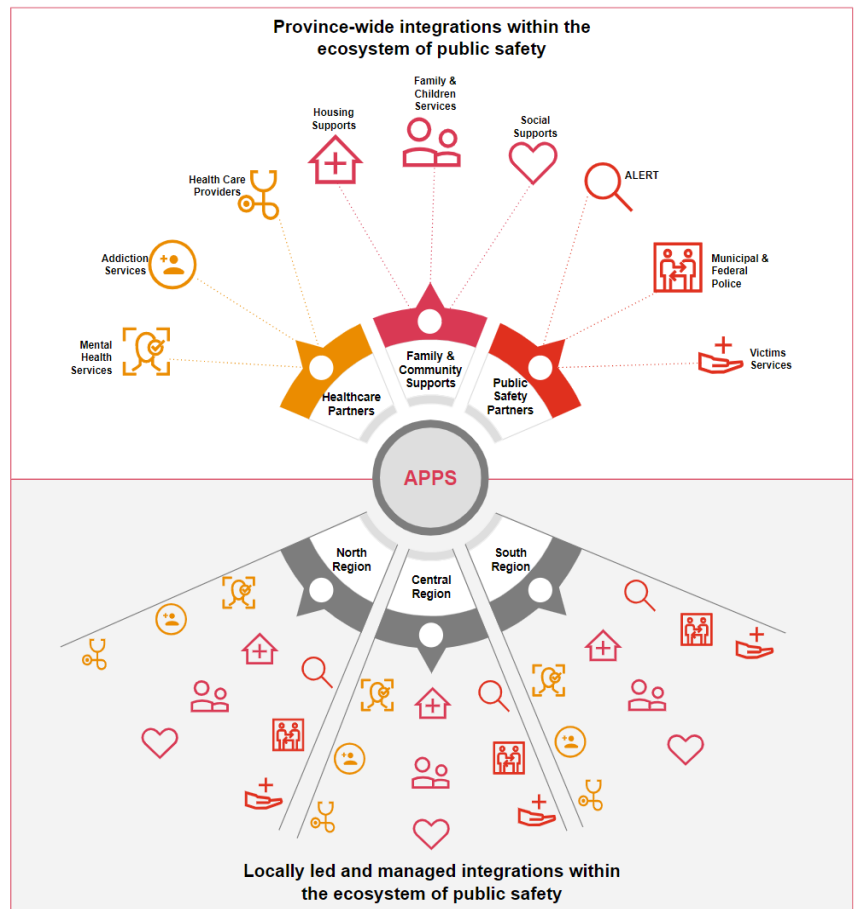 Province-wide integrations within the
ecosystem of public safety
Family &
Children
Services
Housing
Supports
Social
Supports
Health Care
Providers
ALERT
Addiction
Services
Municipal &
Federal
Police
Mental
Health
Services
Victims
Services
Healthcare
Partners
Family &
Community
Supports
Public
Safety
Partners
APPS
North
Region
Central
Region
South
Region
Locally led and managed integrations within
the ecosystem of public safety